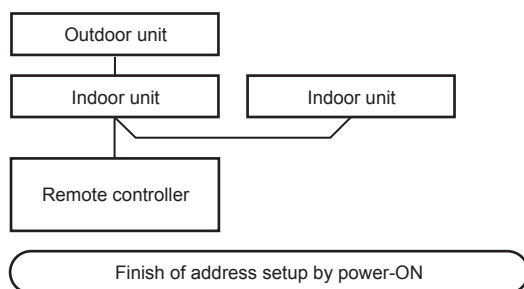 Outdoor unit
Indoor unit
Indoor unit
Remote controller
Finish of address setup by power-ON